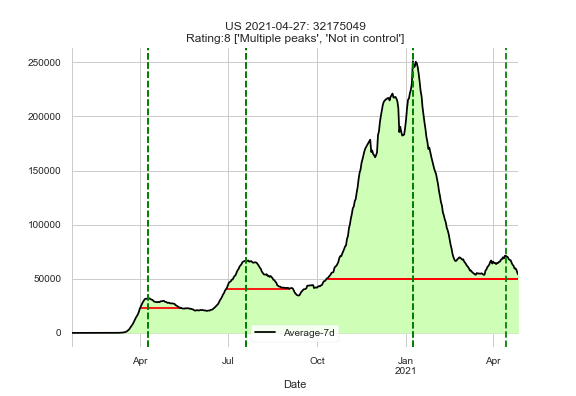 US 2021-04-27: 32175049
Rating:8 ['Multiple peaks', 'Not in control']
250000
200000
150000
100000
50000
0
Average-7d
Apr Jul Oct Jan Apr
2021
Date